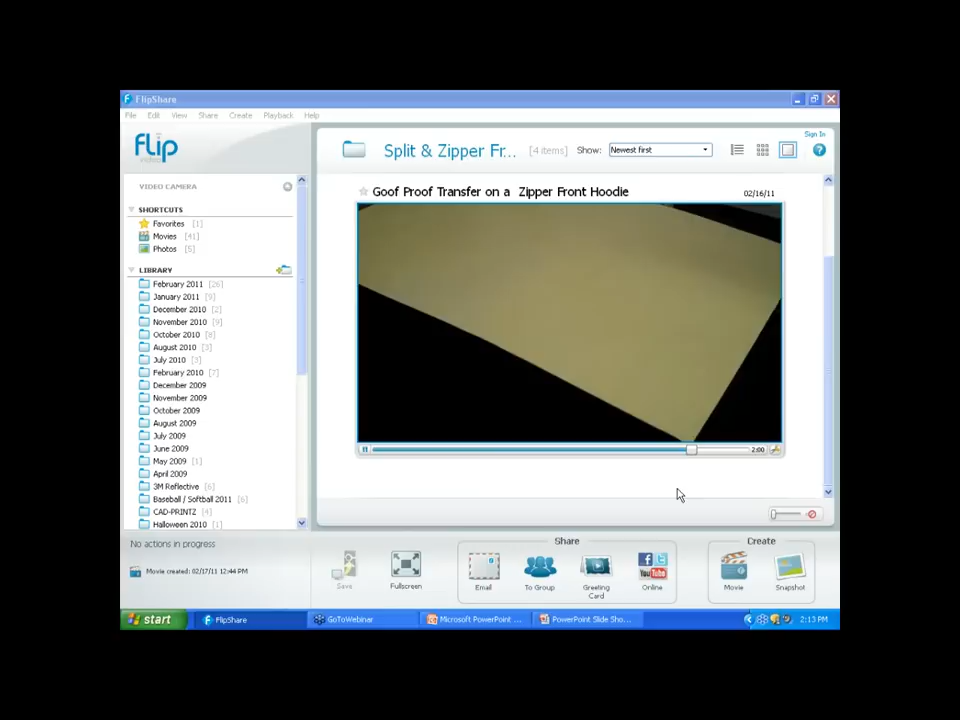 FlipShare
File Edit View Share Create Playback Help
flip
video
Sign In
Split & Zipper Fr... [4 items] Show: Newest first
VIDEO CAMERA
Goof Proof Transfer on a Zipper Front Hoodie 02/16/11
SHORTCUTS
Favorites [1]
Movies [41]
Photos [5]
LIBRARY
February 2011 [26]
January 2011 [9]
December 2010 [2]
November 2010 [9]
October 2010 [8]
August 2010 [3]
July 2010 [3]
February 2010 [7]
December 2009
November 2009
October 2009
August 2009
July 2009
June 2009
May 2009 [1]
April 2009
3M Reflective [6]
Baseball / Softball 2011 [6]
CAD-PRINTZ [4]
Halloween 2010 [1]
2:00
No actions in progress
Movie created: 02/17/11 12:44 PM
Save
Fullscreen
Share
Email
To Group
Greeting Card
Online
Create
Movie
Snapshot
start FlipShare GoToWebinar Microsoft PowerPoint ... PowerPoint Slide Sho... 2:13 PM